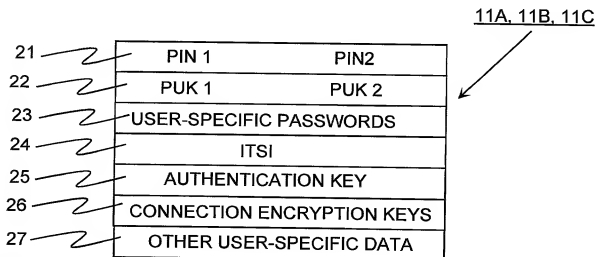 11A, 11B, 11C
21 PIN 1 PIN2
22 PUK 1 PUK 2
23 USER-SPECIFIC PASSWORDS
24 ITSI
25 AUTHENTICATION KEY
26 CONNECTION ENCRYPTION KEYS
27 OTHER USER-SPECIFIC DATA